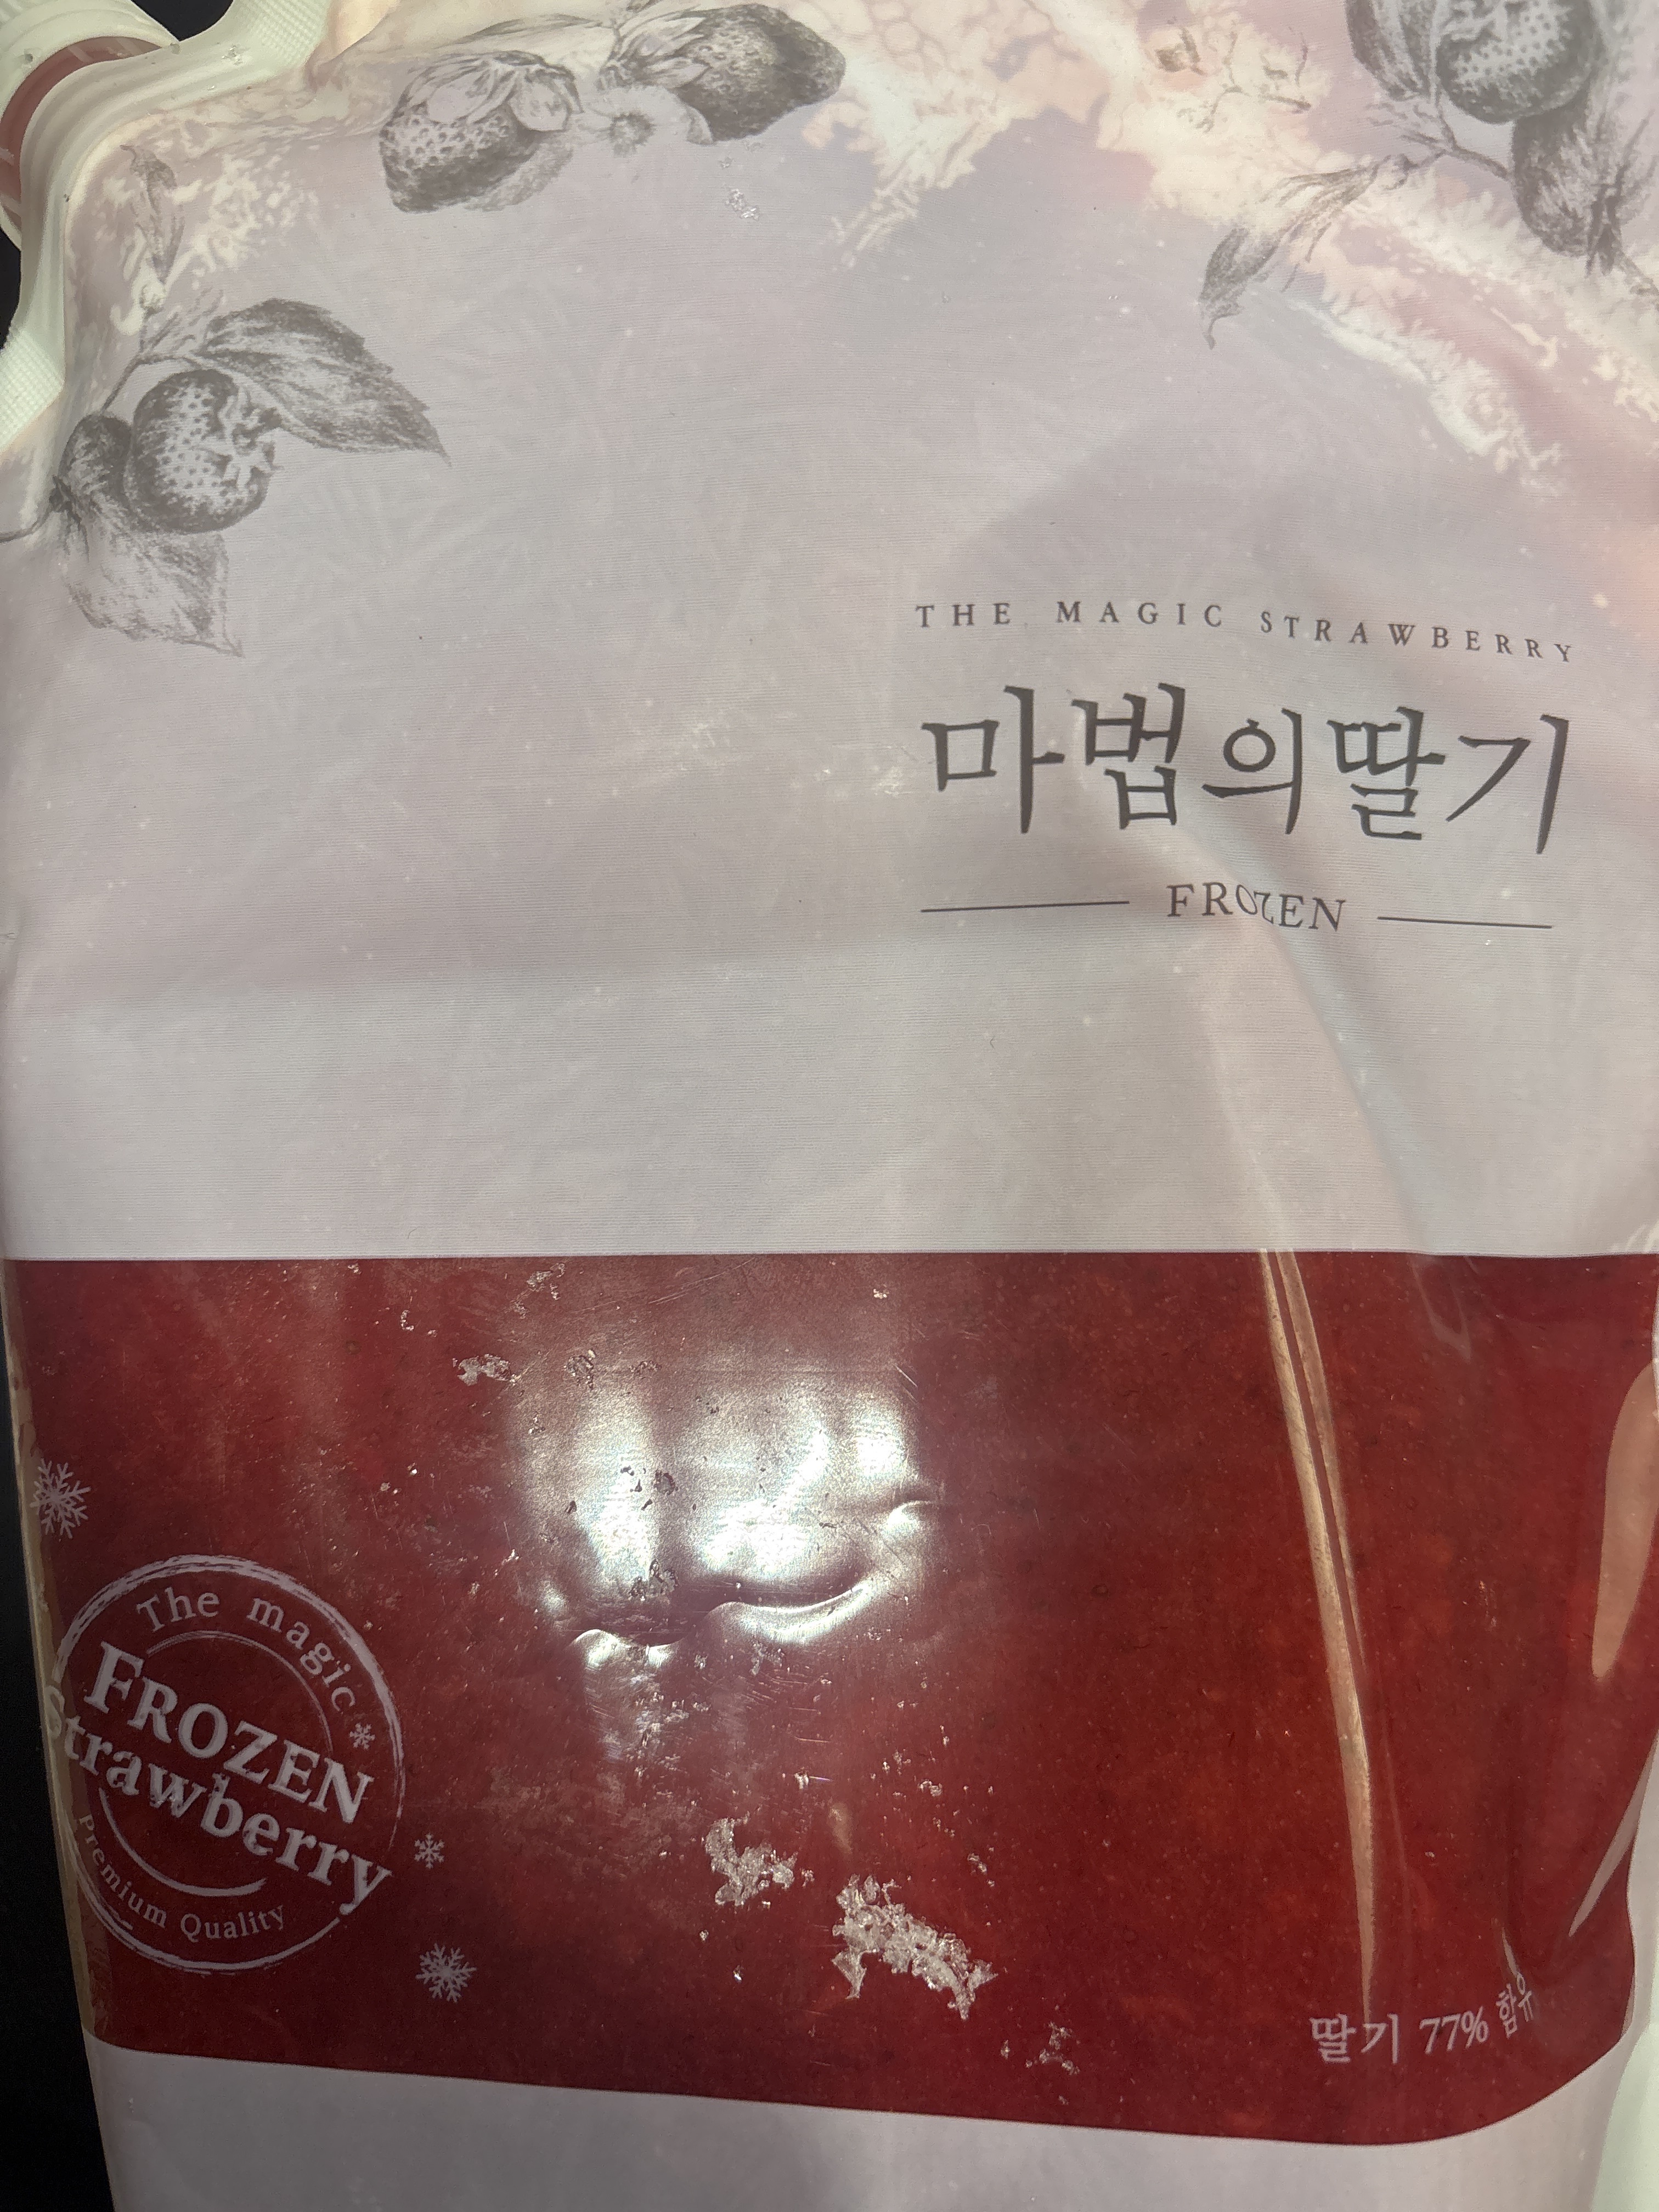 THE MAGIC STRAWBERRY
마법의딸기
FROZEN
The magic
FROZEN
Strawberry
Premium Quality
딸기 77% 함유